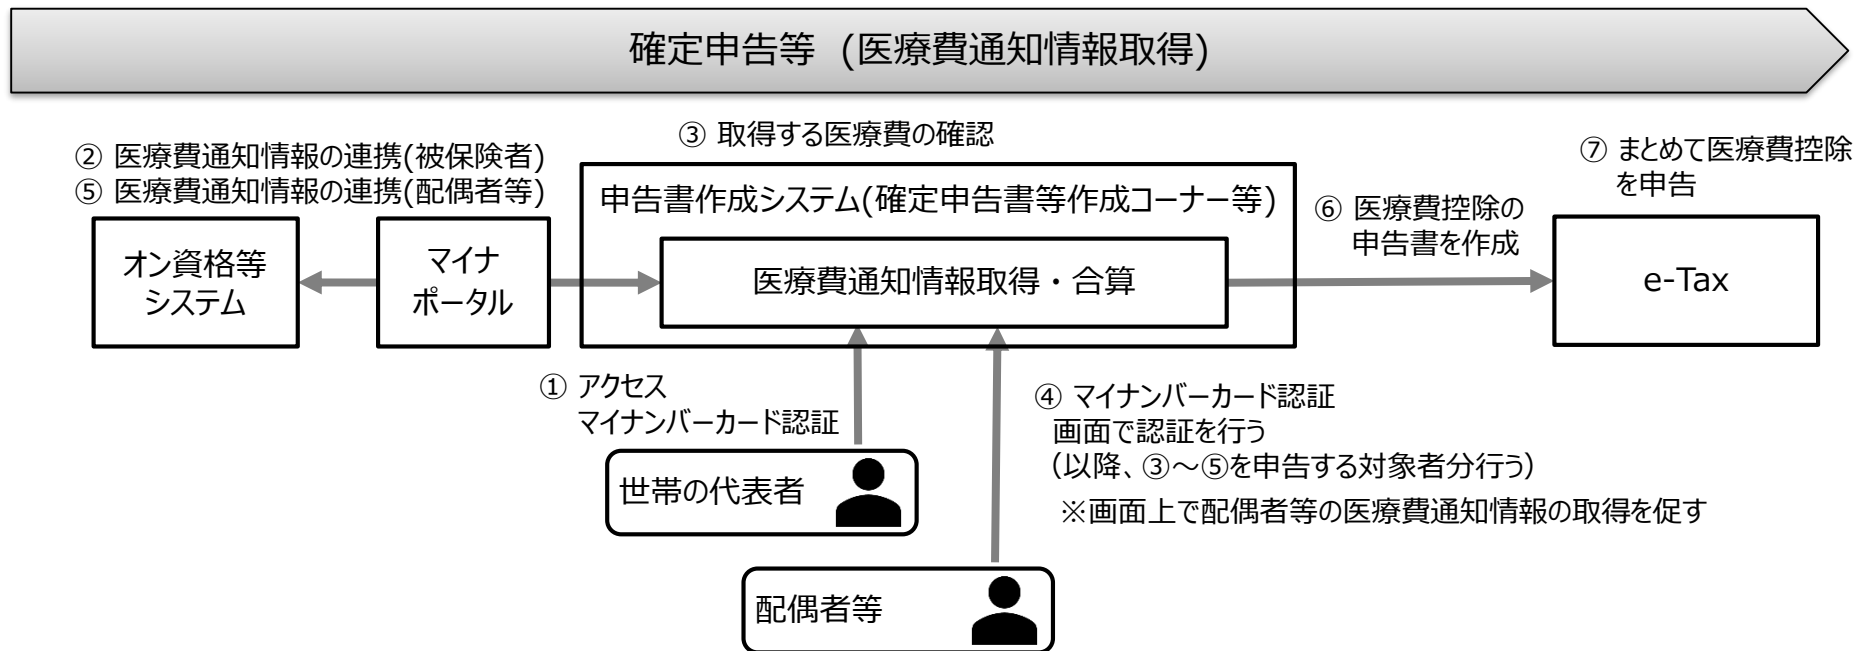 確定申告等 (医療費通知情報取得)
② 医療費通知情報の連携(被保険者)
⑤ 医療費通知情報の連携(配偶者等)
③ 取得する医療費の確認
⑦ まとめて医療費控除
を申告
申告書作成システム(確定申告書等作成コーナー等)
⑥ 医療費控除の
申告書を作成
オン資格等
システム
マイナ
ポータル
医療費通知情報取得・合算
e-Tax
① アクセス
マイナンバーカード認証
④ マイナンバーカード認証
画面で認証を行う
(以降、③～⑤を申告する対象者分行う)
※画面上で配偶者等の医療費通知情報の取得を促す
世帯の代表者
配偶者等